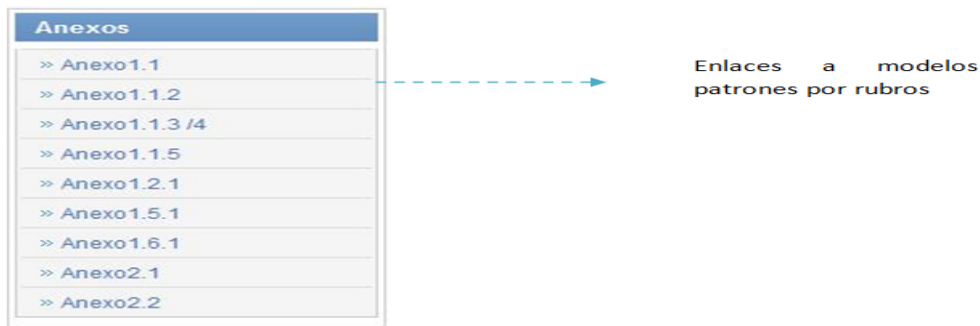 Anexos
» Anexo1.1
» Anexo1.1.2
» Anexo1.1.3 /4
» Anexo1.1.5
» Anexo1.2.1
» Anexo1.5.1
» Anexo1.6.1
» Anexo2.1
» Anexo2.2
Enlaces a modelos
patrones por rubros